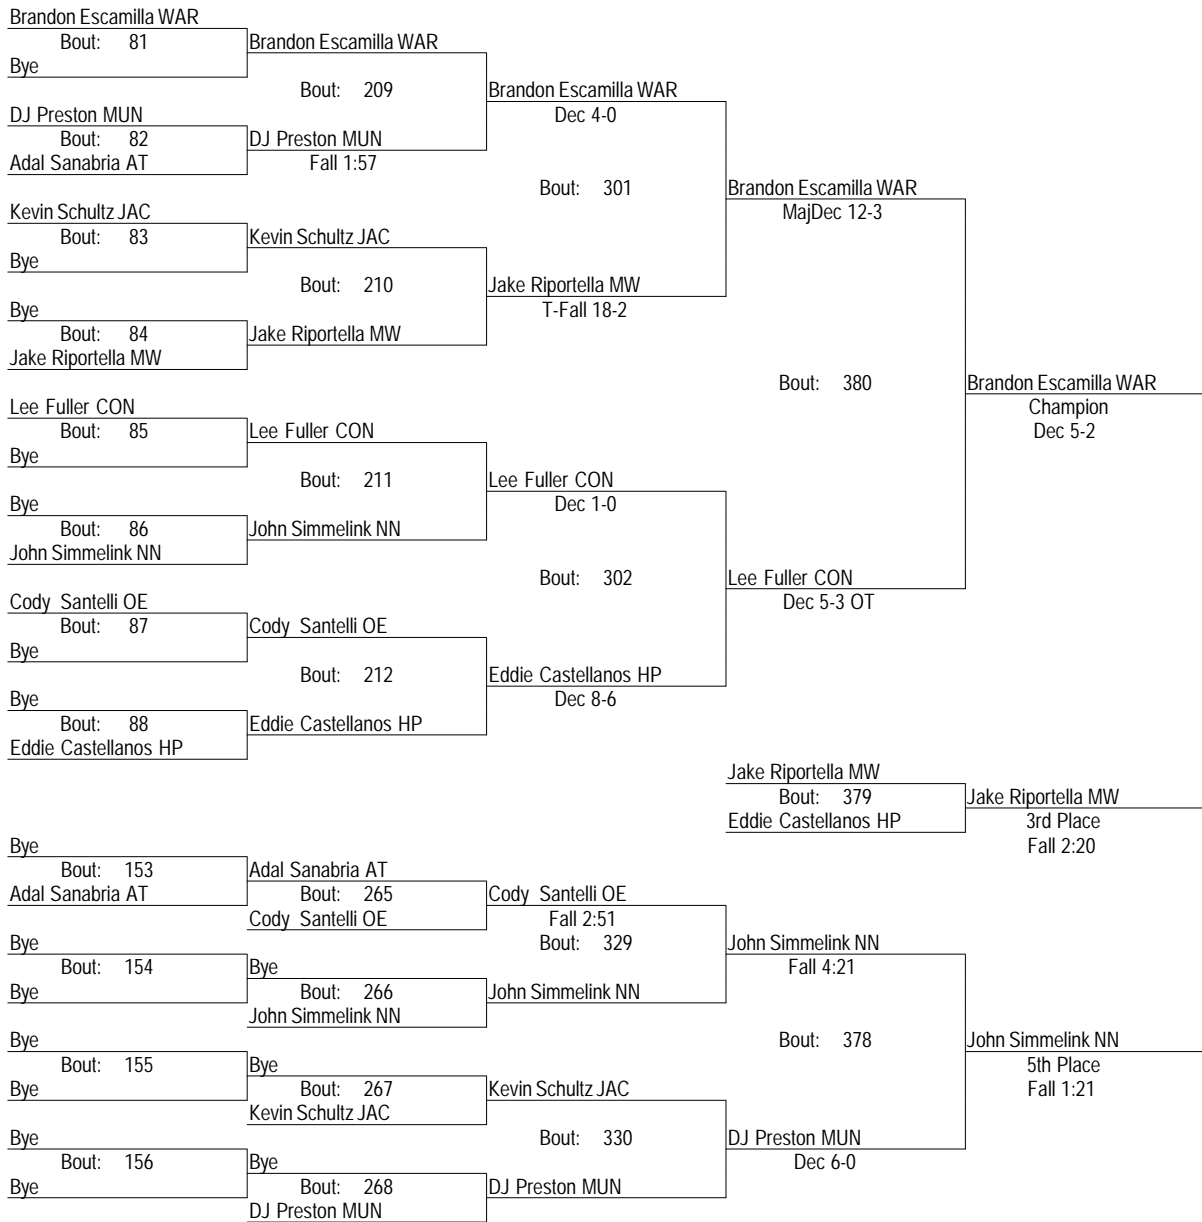 Brandon Escamilla WAR
Bout: 81
Brandon Escamilla WAR
Bye
Bout: 209
Brandon Escamilla WAR
DJ Preston MUN
Dec 4-0
Bout: 82
DJ Preston MUN
Adal Sanabria AT
Fall 1:57
Bout: 301
Brandon Escamilla WAR
Kevin Schultz JAC
MajDec 12-3
Bout: 83
Kevin Schultz JAC
Bye
Bout: 210
Jake Riportella MW
Bye
T-Fall 18-2
Bout: 84
Jake Riportella MW
Jake Riportella MW
Bout: 380
Brandon Escamilla WAR
Lee Fuller CON
Champion
Bout: 85
Lee Fuller CON
Dec 5-2
Bye
Bout: 211
Lee Fuller CON
Bye
Dec 1-0
Bout: 86
John Simmelink NN
John Simmelink NN
Bout: 302
Lee Fuller CON
Cody Santelli OE
Dec 5-3 OT
Bout: 87
Cody Santelli OE
Bye
Bout: 212
Eddie Castellanos HP
Bye
Dec 8-6
Bout: 88
Eddie Castellanos HP
Eddie Castellanos HP
Jake Riportella MW
Bout: 379
Jake Riportella MW
Eddie Castellanos HP
3rd Place
Fall 2:20
Bye
Bout: 153
Adal Sanabria AT
Adal Sanabria AT
Bout: 265
Cody Santelli OE
Cody Santelli OE
Fall 2:51
Bye
Bout: 329
John Simmelink NN
Bout: 154
Bye
Fall 4:21
Bye
Bout: 266
John Simmelink NN
John Simmelink NN
Bye
Bout: 378
John Simmelink NN
Bout: 155
Bye
5th Place
Bye
Bout: 267
Kevin Schultz JAC
Fall 1:21
Kevin Schultz JAC
Bye
Bout: 330
DJ Preston MUN
Bout: 156
Bye
Dec 6-0
Bye
Bout: 268
DJ Preston MUN
DJ Preston MUN